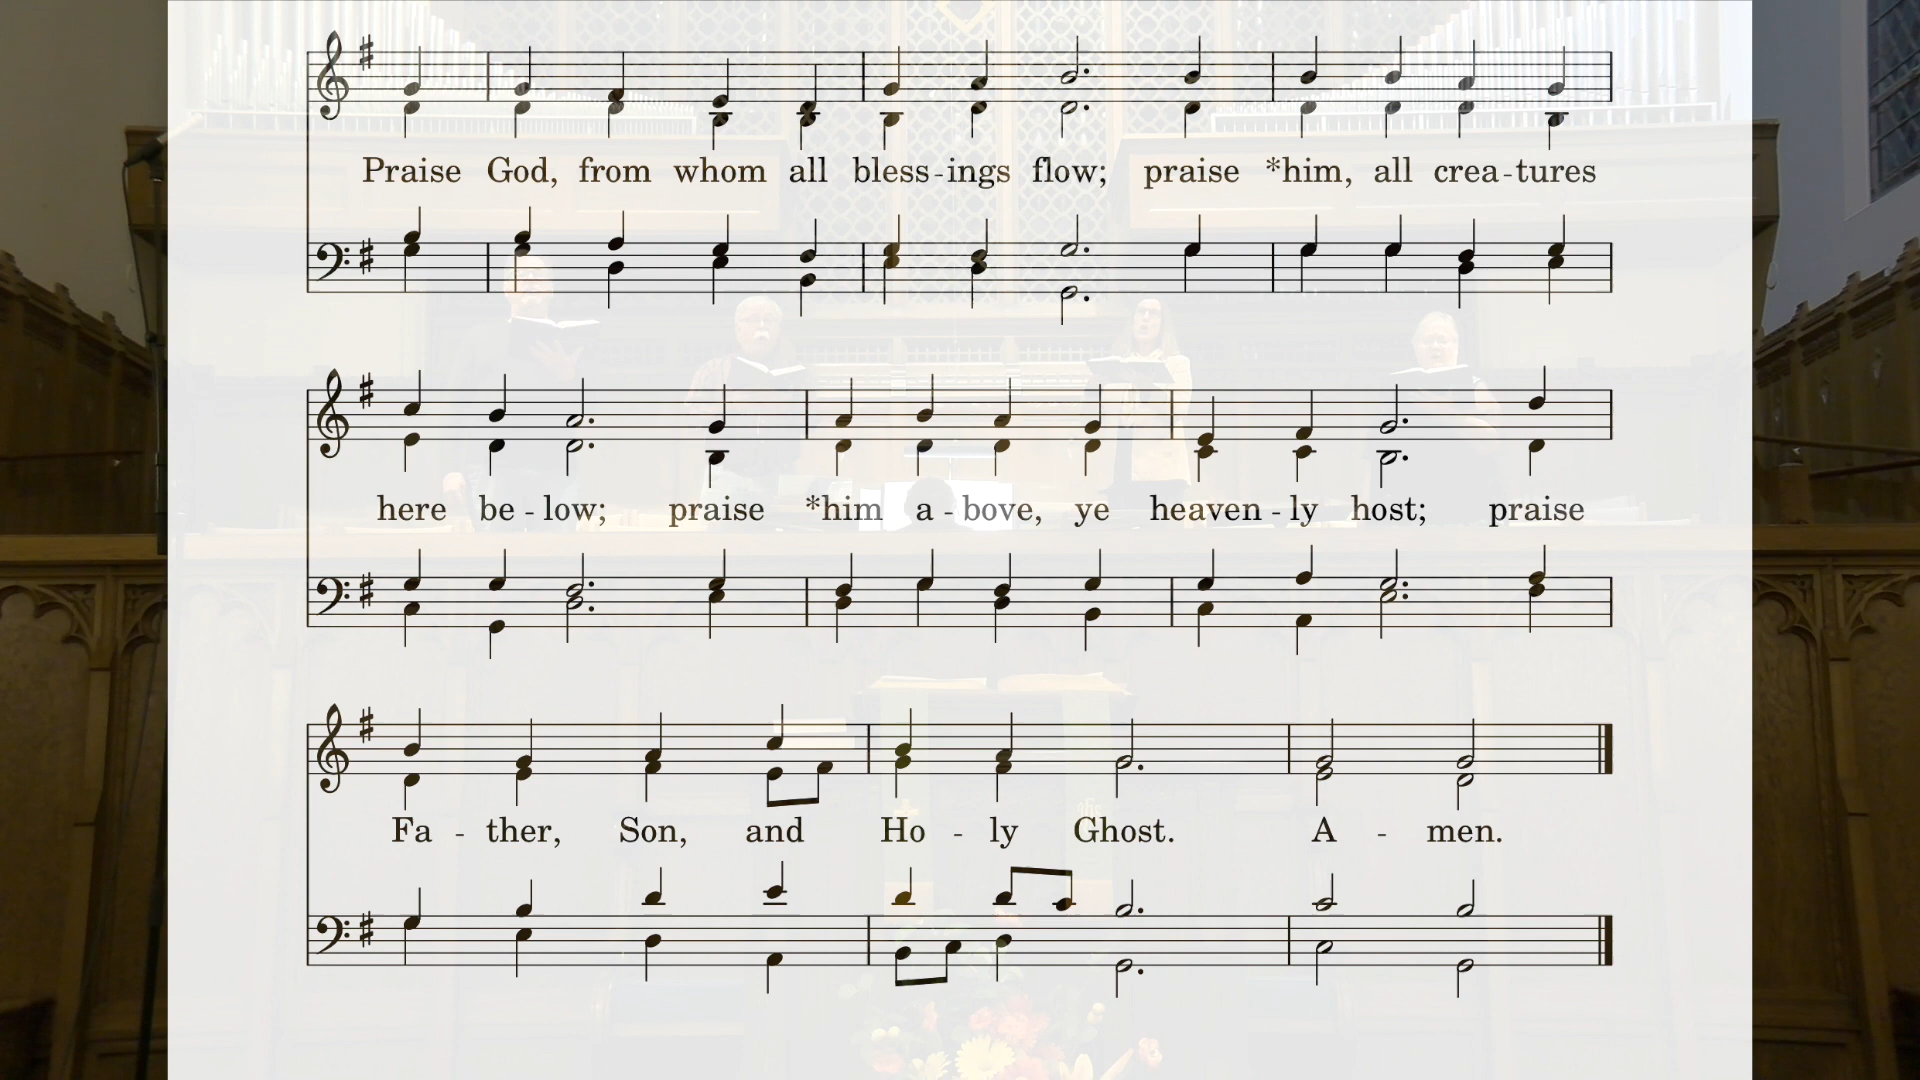 Praise God, from whom all bless-ings flow; praise *him, all crea-tures
here be-low; praise *him a-bove, ye heaven-ly host; praise
Fa-ther, Son, and Ho-ly Ghost. A-men.